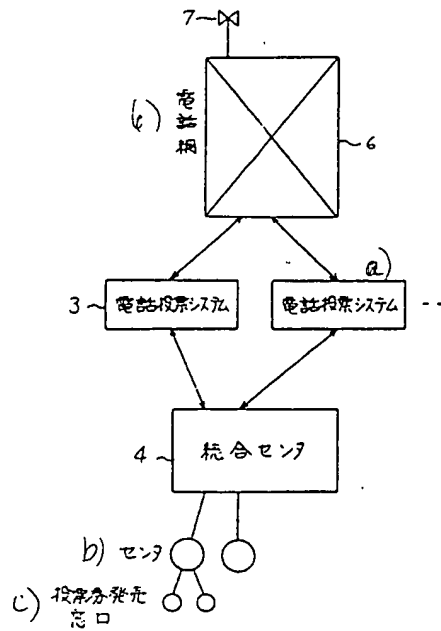 7
(c)
電話網
6
a)
3
電話投票システム
電話投票システム
4
統合センタ
b) センタ
c) 投票券発売
窓口